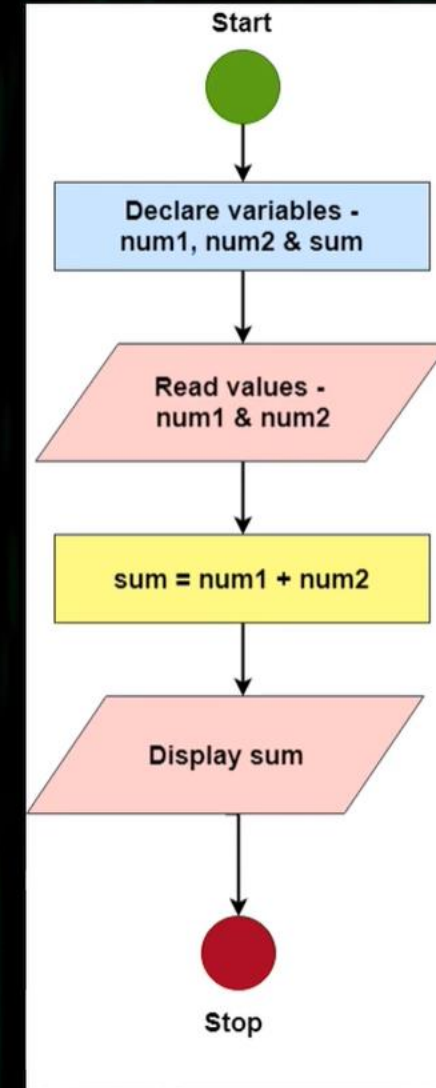 Start
Declare variables -
num1, num2 & sum
Read values -
num1 & num2
sum = num1 + num2
Display sum
Stop